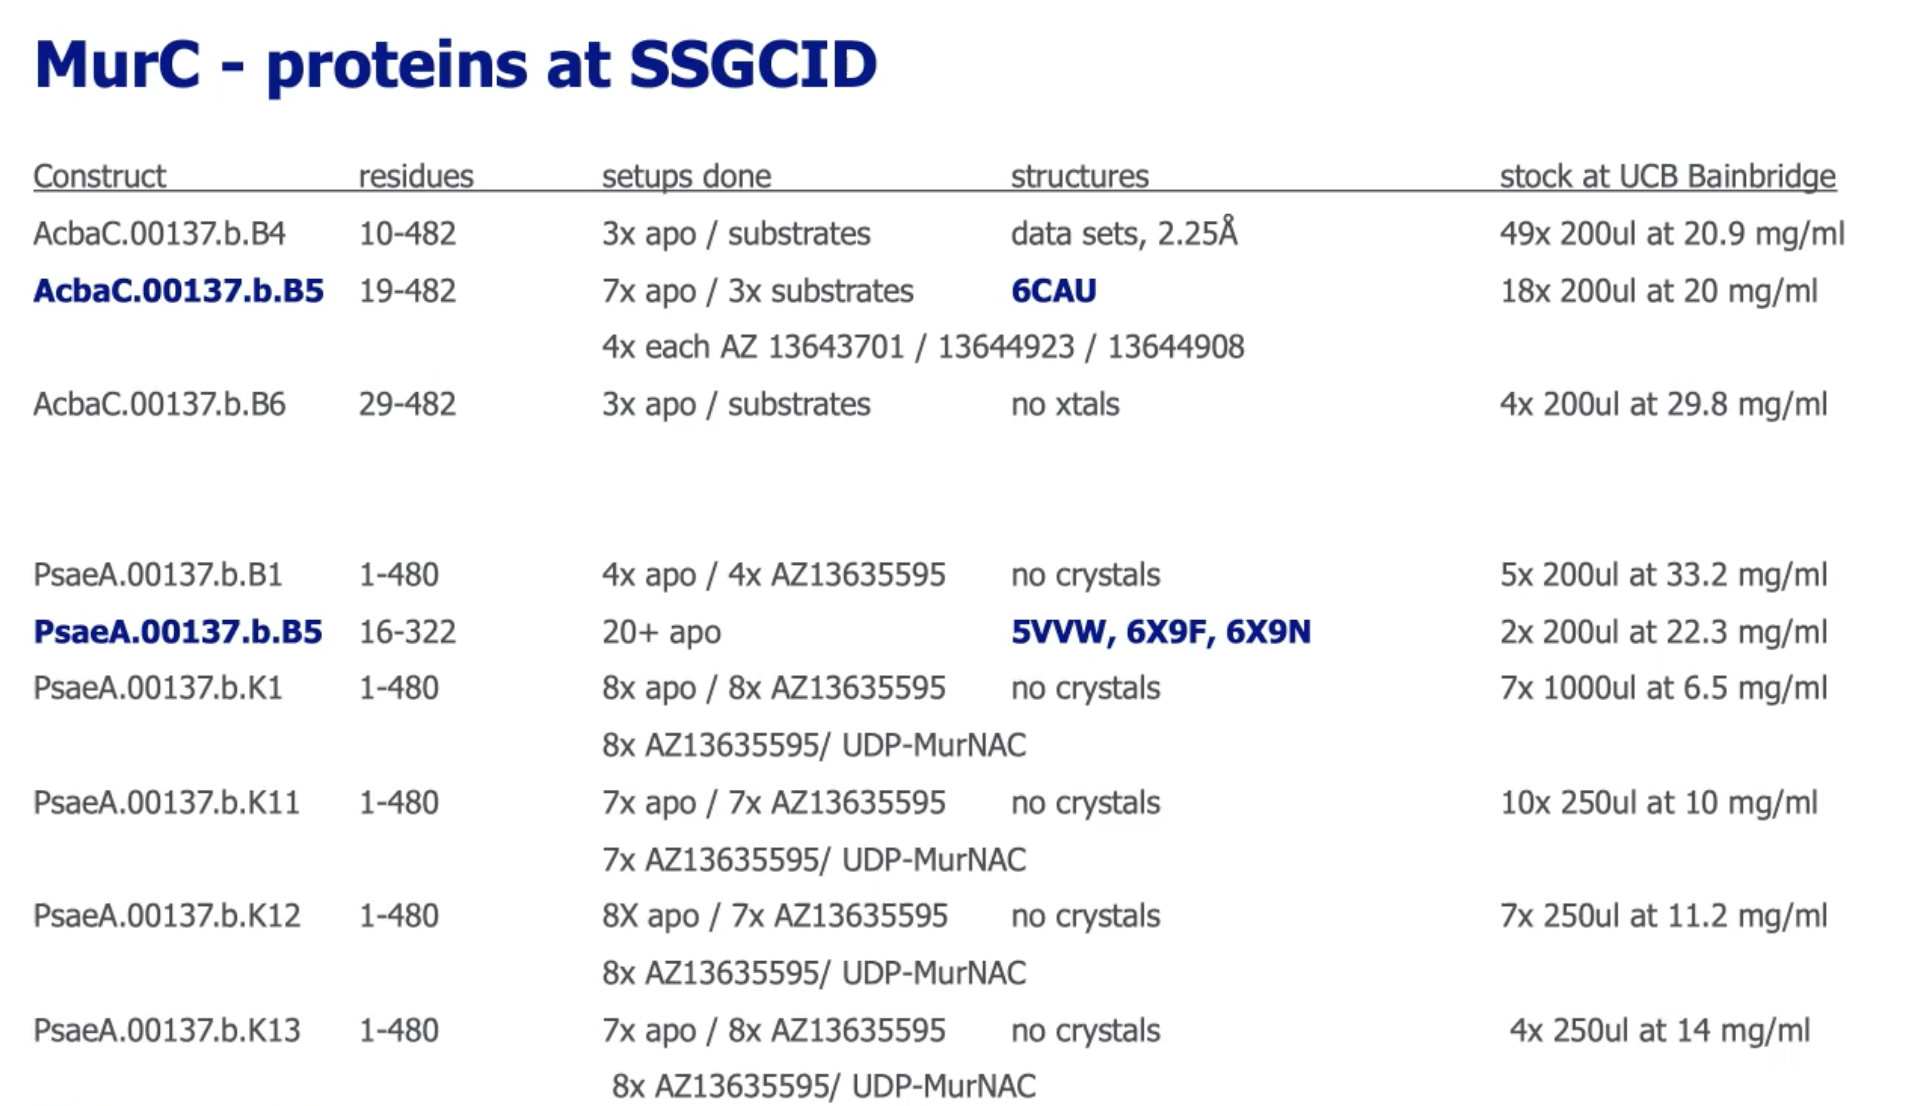 MurC - proteins at SSGCID
Construct residues setups done structures stock at UCB Bainbridge
AcbaC.00137.b.B4 10-482 3x apo / substrates data sets, 2.25Å 49x 200ul at 20.9 mg/ml
AcbaC.00137.b.B5 19-482 7x apo / 3x substrates 6CAU 18x 200ul at 20 mg/ml
4x each AZ 13643701 / 13644923 / 13644908
AcbaC.00137.b.B6 29-482 3x apo / substrates no xtals 4x 200ul at 29.8 mg/ml
PsaeA.00137.b.B1 1-480 4x apo / 4x AZ13635595 no crystals 5x 200ul at 33.2 mg/ml
PsaeA.00137.b.B5 16-322 20+ apo 5VVW, 6X9F, 6X9N 2x 200ul at 22.3 mg/ml
PsaeA.00137.b.K1 1-480 8x apo / 8x AZ13635595 no crystals 7x 1000ul at 6.5 mg/ml
8x AZ13635595/ UDP-MurNAC
PsaeA.00137.b.K11 1-480 7x apo / 7x AZ13635595 no crystals 10x 250ul at 10 mg/ml
7x AZ13635595/ UDP-MurNAC
PsaeA.00137.b.K12 1-480 8X apo / 7x AZ13635595 no crystals 7x 250ul at 11.2 mg/ml
8x AZ13635595/ UDP-MurNAC
PsaeA.00137.b.K13 1-480 7x apo / 8x AZ13635595 no crystals 4x 250ul at 14 mg/ml
8x AZ13635595/ UDP-MurNAC